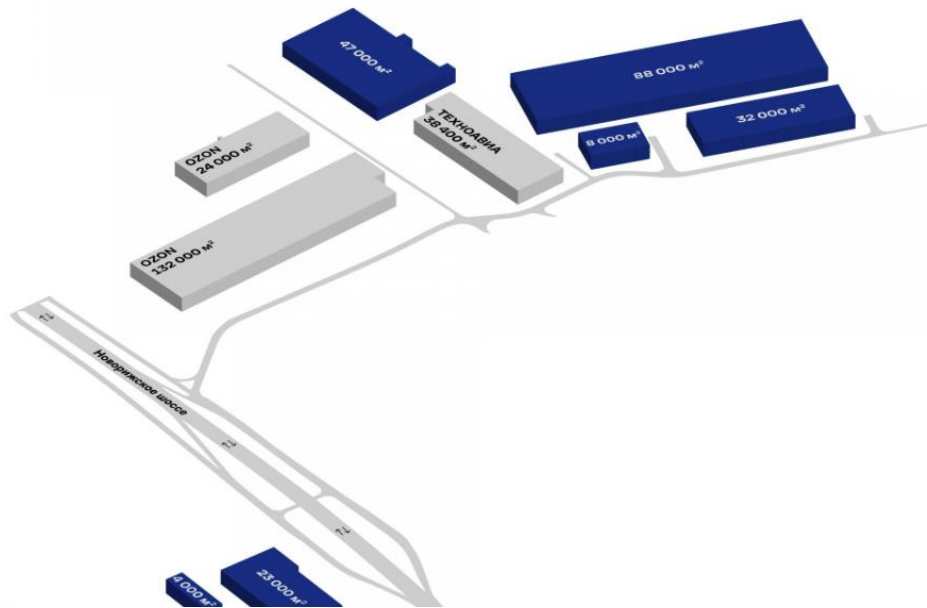 47 000 м²
88 000 м²
32 000 м²
8 000 м²
ТЕХНОАВИА
38 400 м²
OZON
24 000 м²
OZON
132 000 м²
Новорижское шоссе
4 000 м²
23 000 м²